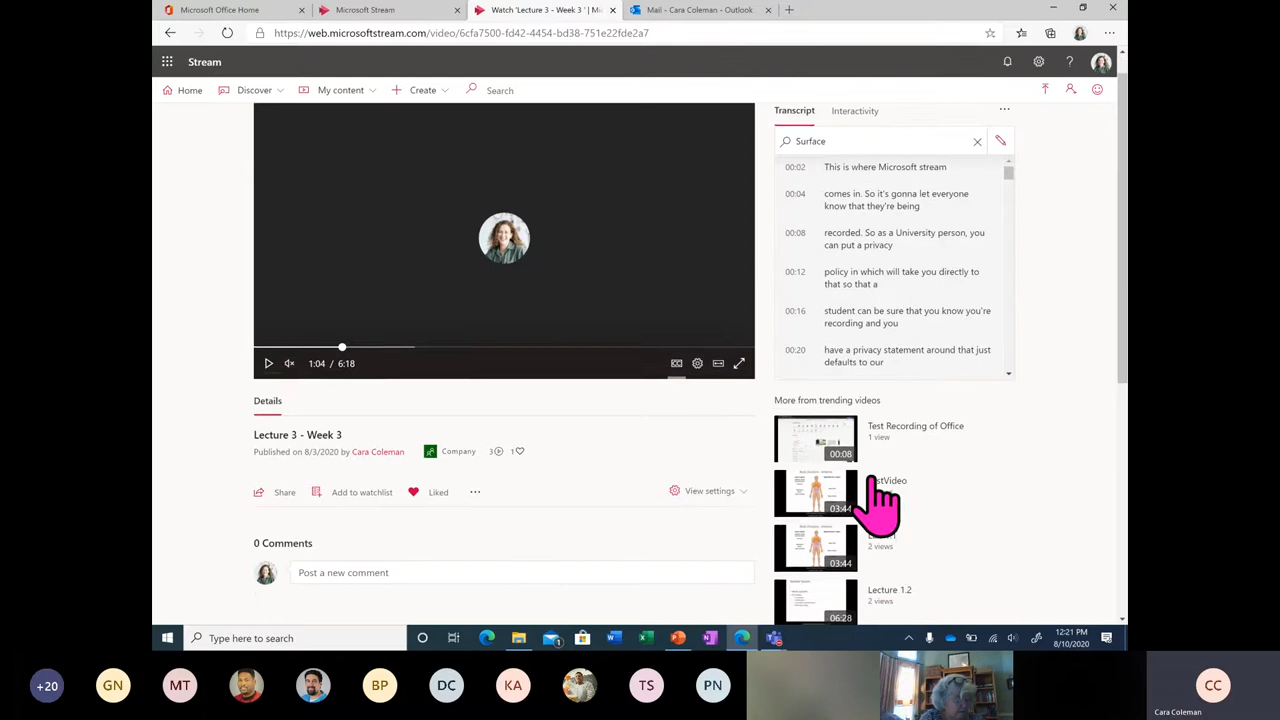 Microsoft Office Home
Microsoft Stream
Watch 'Lecture 3 - Week 3 ' | Mi
Mail - Cara Coleman - Outlook
https://web.microsoftstream.com/video/6cfa7500-fd42-4454-bd38-751e22fde2a7
Stream
Home
Discover
My content
Create
Search
Transcript
Interactivity
Surface
00:02 This is where Microsoft stream
00:04 comes in. So it's gonna let everyone
know that they're being
00:08 recorded. So as a University person, you
can put a privacy
00:12 policy in which will take you directly to
that so that a
00:16 student can be sure that you know you're
recording and you
00:20 have a privacy statement around that just
defaults to our
1:04 / 6:18
Details
Lecture 3 - Week 3
Published on 8/3/2020 by Cara Coleman
Company
3
1
Share
Add to watchlist
Liked
View settings
0 Comments
Post a new comment
More from trending videos
Test Recording of Office
1 view
00:08
03:44
2 views
03:44
Lecture 1.2
2 views
06:28
Type here to search
12:21 PM
8/10/2020
+20
GN
MT
BP
DC
KA
TS
PN
CC
Cara Coleman